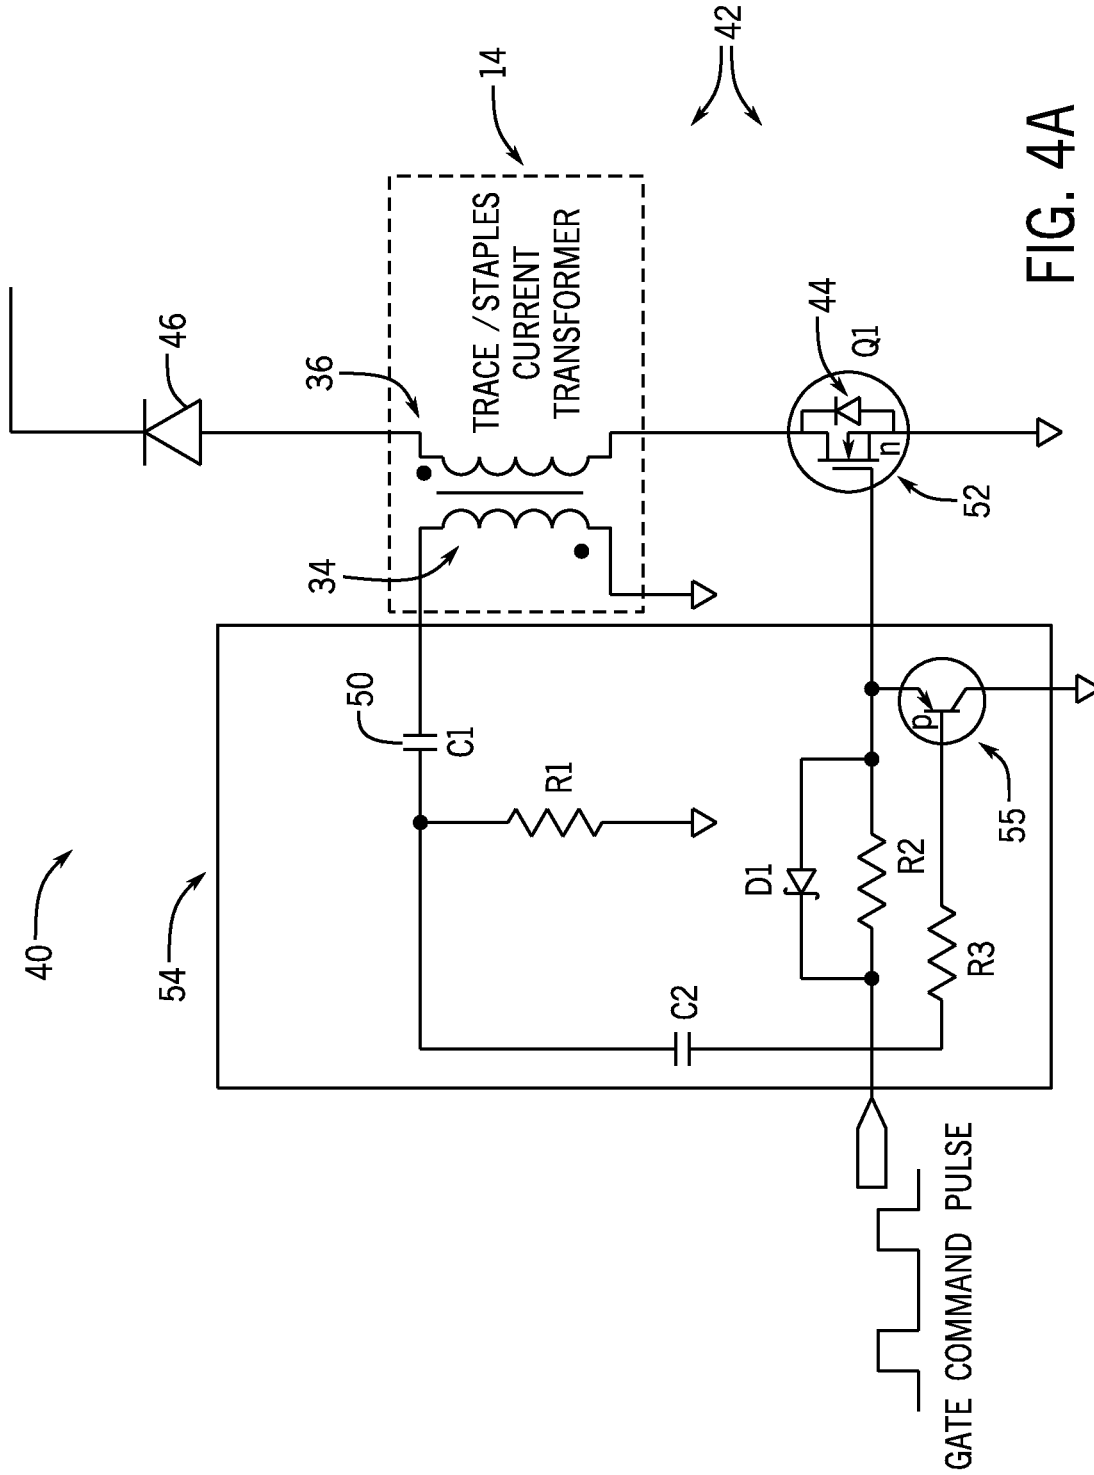 40
54
50
C1
R1
C2
D1
R2
R3
55
34
36
46
14
TRACE / STAPLES
CURRENT
TRANSFORMER
42
44
Q1
n
52
p
GATE COMMAND PULSE
FIG. 4A